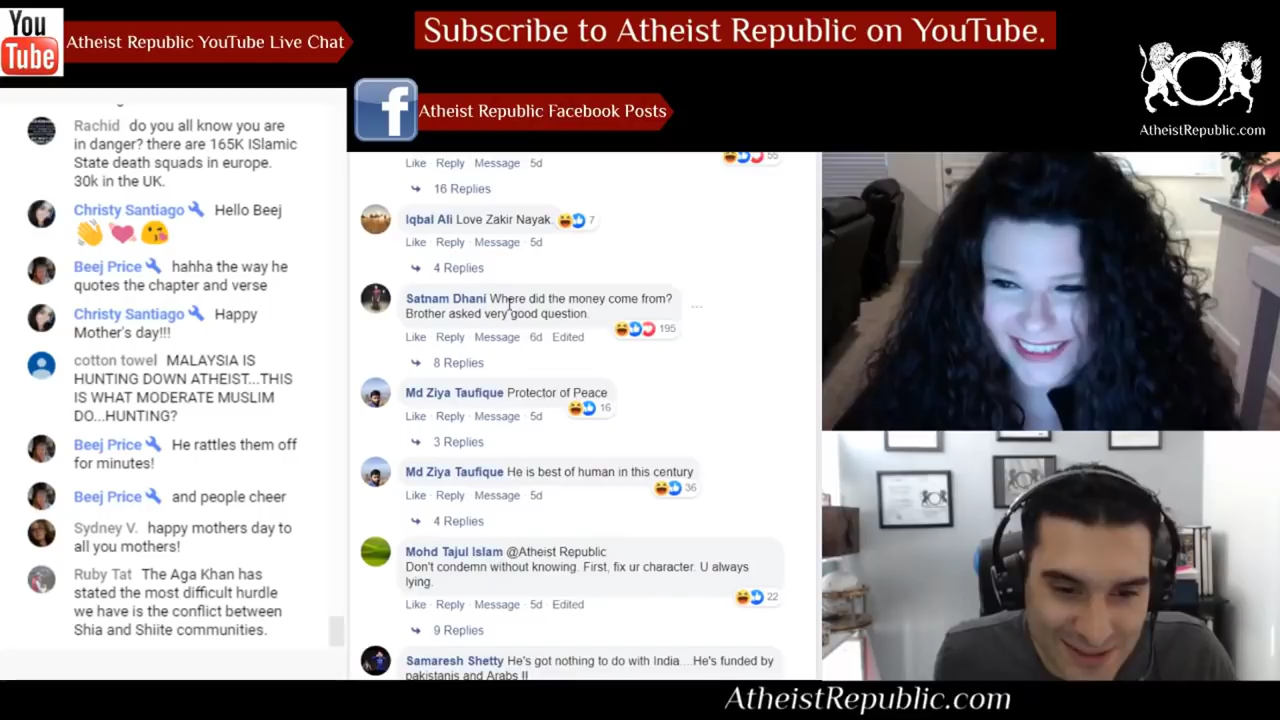 You
Tube
Atheist Republic YouTube Live Chat
Subscribe to Atheist Republic on YouTube.
AtheistRepublic.com
f
Atheist Republic Facebook Posts
Rachid do you all know you are
in danger? there are 165K ISlamic
State death squads in europe.
30k in the UK.
Christy Santiago Hello Beej
Beej Price hahha the way he
quotes the chapter and verse
Christy Santiago Happy
Mother's day!!!
cotton towel MALAYSIA IS
HUNTING DOWN ATHEIST...THIS
IS WHAT MODERATE MUSLIM
DO...HUNTING?
Beej Price He rattles them off
for minutes!
Beej Price and people cheer
Sydney V. happy mothers day to
all you mothers!
Ruby Tat The Aga Khan has
stated the most difficult hurdle
we have is the conflict between
Shia and Shiite communities.
55
Like · Reply · Message · 5d
16 Replies
Iqbal Ali Love Zakir Nayak. 7
Like · Reply · Message · 5d
4 Replies
Satnam Dhani Where did the money come from?
Brother asked very good question.
195
Like · Reply · Message · 6d · Edited
8 Replies
Md Ziya Taufique Protector of Peace
16
Like · Reply · Message · 5d
3 Replies
Md Ziya Taufique He is best of human in this century
36
Like · Reply · Message · 5d
4 Replies
Mohd Tajul Islam @Atheist Republic
Don't condemn without knowing. First, fix ur character. U always
lying.
22
Like · Reply · Message · 5d · Edited
9 Replies
Samaresh Shetty He's got nothing to do with India....He's funded by
pakistanis and Arabs !!
AtheistRepublic.com